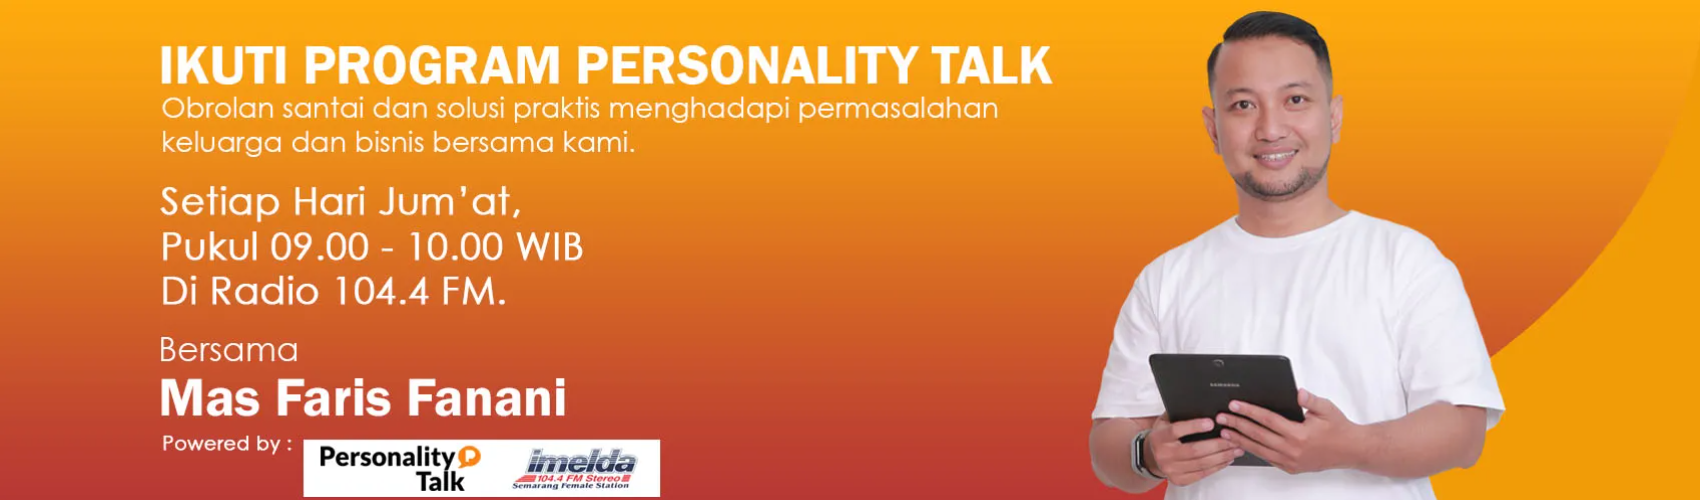 IKUTI PROGRAM PERSONALITY TALK
Obrolan santai dan solusi praktis menghadapi permasalahan
keluarga dan bisnis bersama kami.
Setiap Hari Jum’at,
Pukul 09.00 - 10.00 WIB
Di Radio 104.4 FM.
Bersama
Mas Faris Fanani
Powered by :
Personality
Talk
imelda
104.4 FM Stereo
Semarang Female Station
SAMSUNG